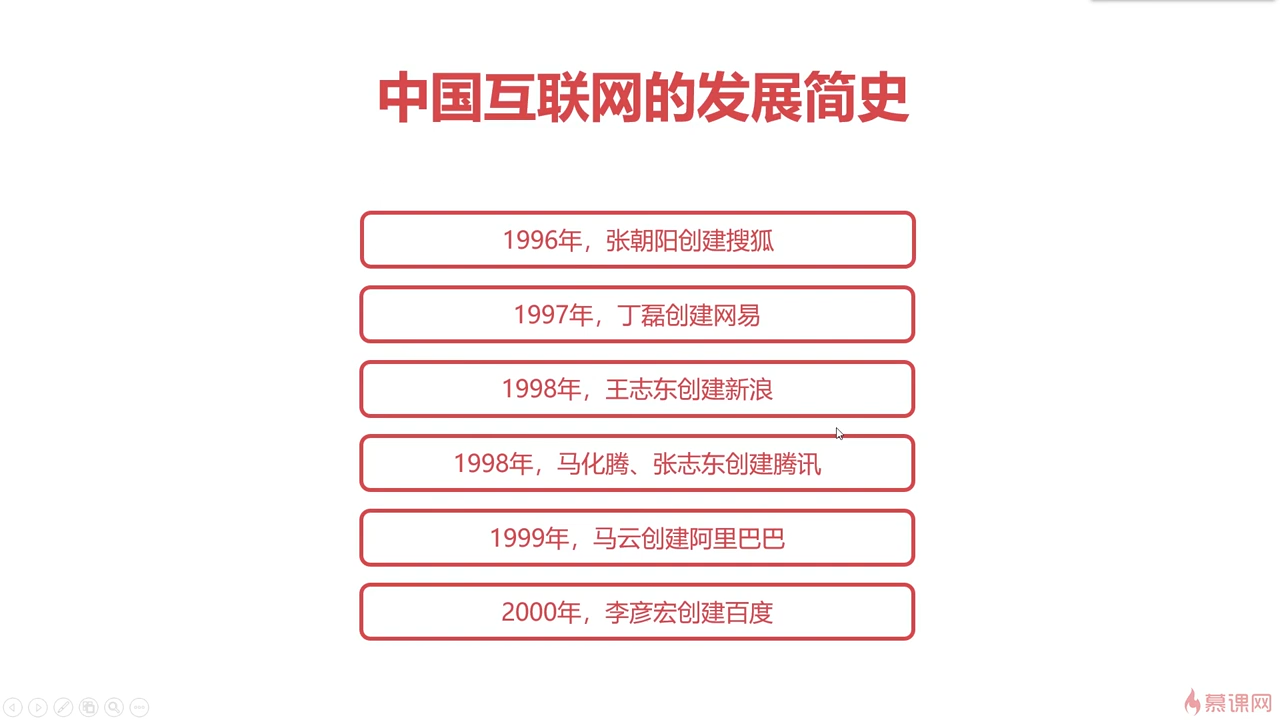 中国互联网的发展简史
1996年，张朝阳创建搜狐
1997年，丁磊创建网易
1998年，王志东创建新浪
1998年，马化腾、张志东创建腾讯
1999年，马云创建阿里巴巴
2000年，李彦宏创建百度
慕课网